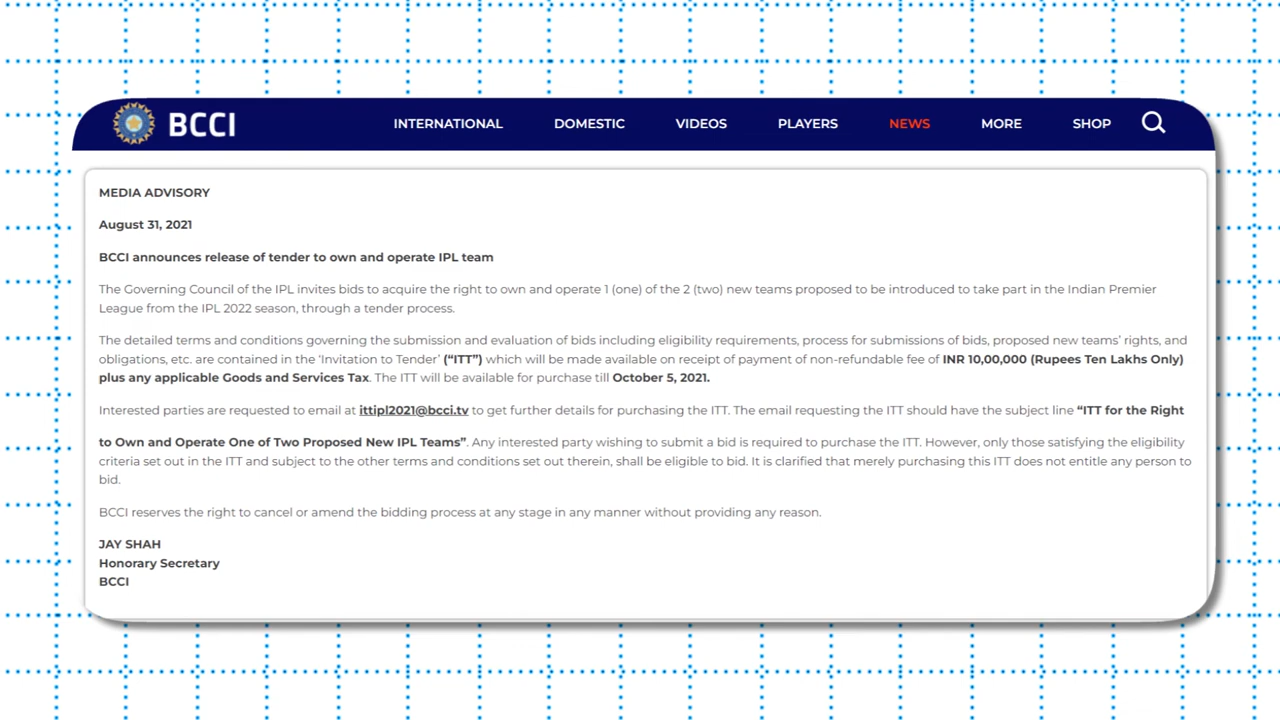 BCCI INTERNATIONAL DOMESTIC VIDEOS PLAYERS NEWS MORE SHOP
MEDIA ADVISORY
August 31, 2021
BCCI announces release of tender to own and operate IPL team
The Governing Council of the IPL invites bids to acquire the right to own and operate 1 (one) of the 2 (two) new teams proposed to be introduced to take part in the Indian Premier
League from the IPL 2022 season, through a tender process.
The detailed terms and conditions governing the submission and evaluation of bids including eligibility requirements, process for submissions of bids, proposed new teams’ rights, and
obligations, etc. are contained in the ‘Invitation to Tender’ (“ITT”) which will be made available on receipt of payment of non-refundable fee of INR 10,00,000 (Rupees Ten Lakhs Only)
plus any applicable Goods and Services Tax. The ITT will be available for purchase till October 5, 2021.
Interested parties are requested to email at ittipl2021@bcci.tv to get further details for purchasing the ITT. The email requesting the ITT should have the subject line “ITT for the Right
to Own and Operate One of Two Proposed New IPL Teams”. Any interested party wishing to submit a bid is required to purchase the ITT. However, only those satisfying the eligibility
criteria set out in the ITT and subject to the other terms and conditions set out therein, shall be eligible to bid. It is clarified that merely purchasing this ITT does not entitle any person to
bid.
BCCI reserves the right to cancel or amend the bidding process at any stage in any manner without providing any reason.
JAY SHAH
Honorary Secretary
BCCI